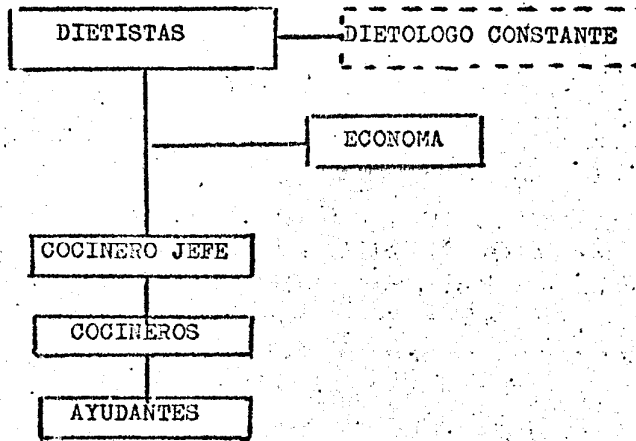 DIETISTAS
DIETOLOGO CONSTANTE
ECONOMA
COCINERO JEFE
COCINEROS
AYUDANTES